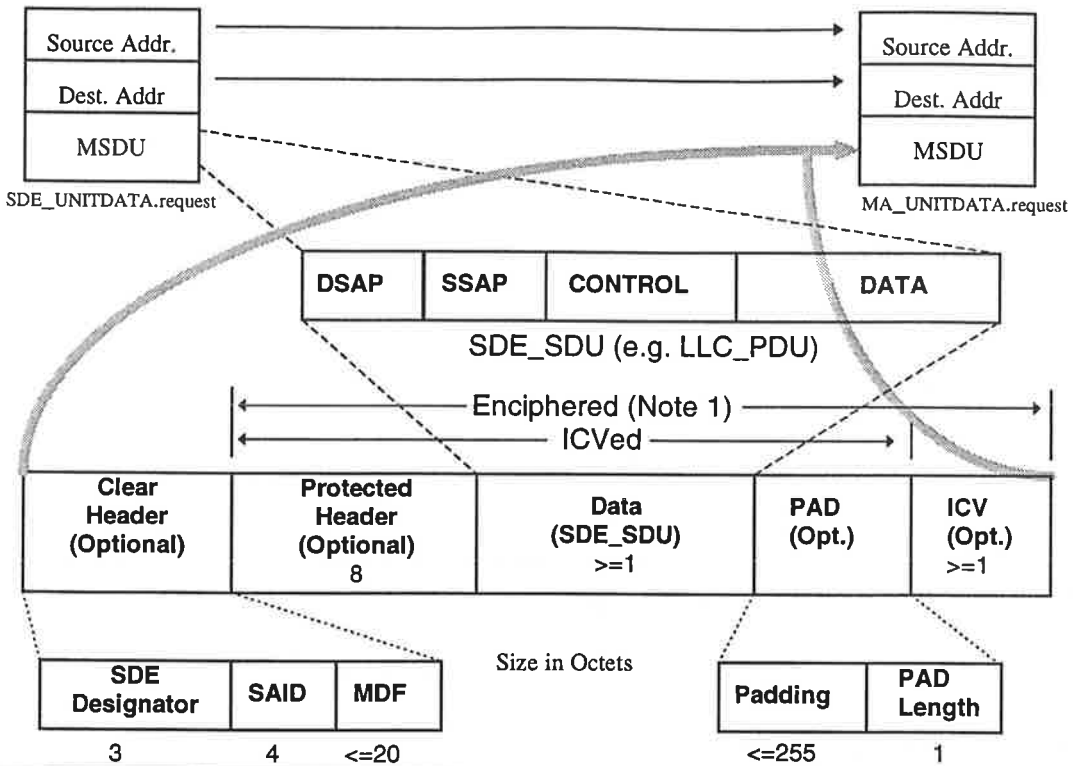 Source Addr.
Dest. Addr
MSDU
SDE_UNITDATA.request
Source Addr.
Dest. Addr
MSDU
MA_UNITDATA.request
DSAP
SSAP
CONTROL
DATA
SDE_SDU (e.g. LLC_PDU)
Enciphered (Note 1)
ICVed
Clear
Header
(Optional)
Protected
Header
(Optional)
8
Data
(SDE_SDU)
>=1
PAD
(Opt.)
ICV
(Opt.)
>=1
Size in Octets
SDE
Designator
SAID
MDF
3
4
<=20
Padding
PAD
Length
<=255
1